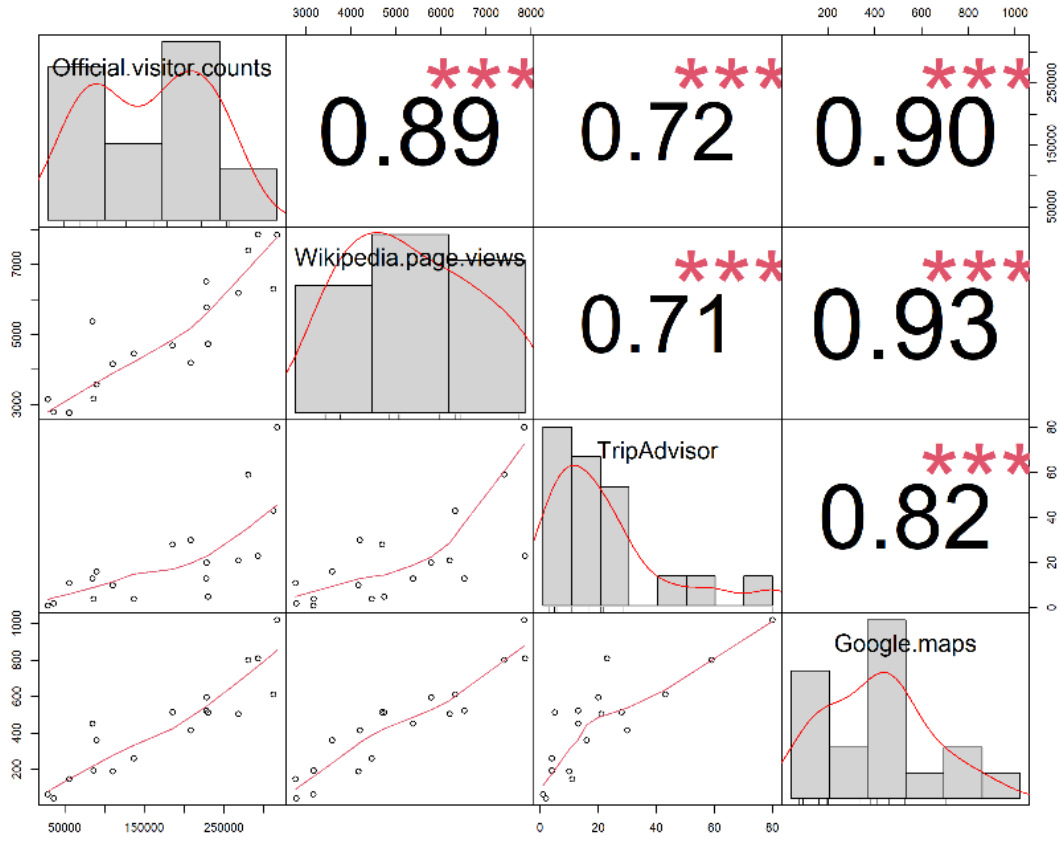 3000 4000 5000 6000 7000 8000
200 400 600 800 1000
Official.visitor.counts
***
0.89
***
0.72
***
0.90
50000 150000 250000
3000 5000 7000
Wikipedia.page.views
***
0.71
***
0.93
TripAdvisor
***
0.82
0 20 40 60 80
200 400 600 800 1000
Google.maps
50000 150000 250000
0 20 40 60 80